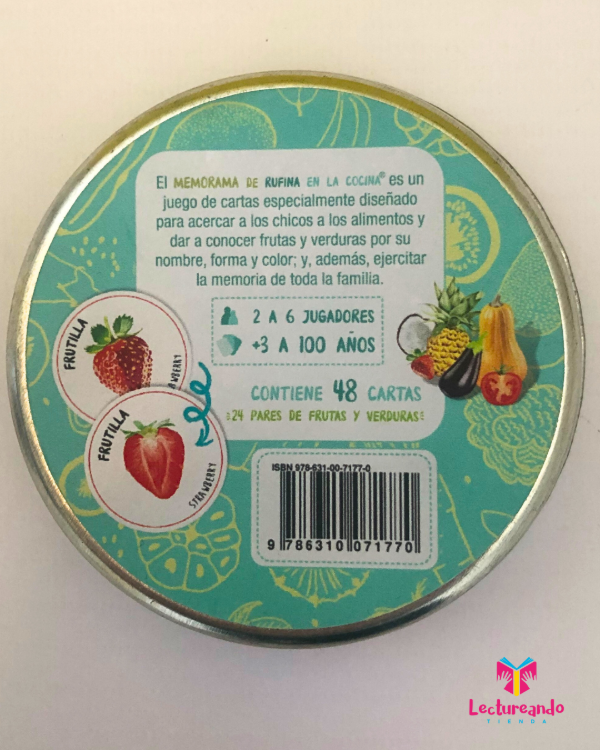 El MEMORAMA DE RUFINA EN LA COCINA® es un
juego de cartas especialmente diseñado
para acercar a los chicos a los alimentos y
dar a conocer frutas y verduras por su
nombre, forma y color; y, además, ejercitar
la memoria de toda la familia.
2 A 6 JUGADORES
+3 A 100 AÑOS
CONTIENE 48 CARTAS
24 PARES DE FRUTAS Y VERDURAS
FRUTILLA
AWBERRY
FRUTILLA
STRAWBERRY
ISBN 978-631-00-7177-0
9 786310 071770
Lectureando
TIENDA